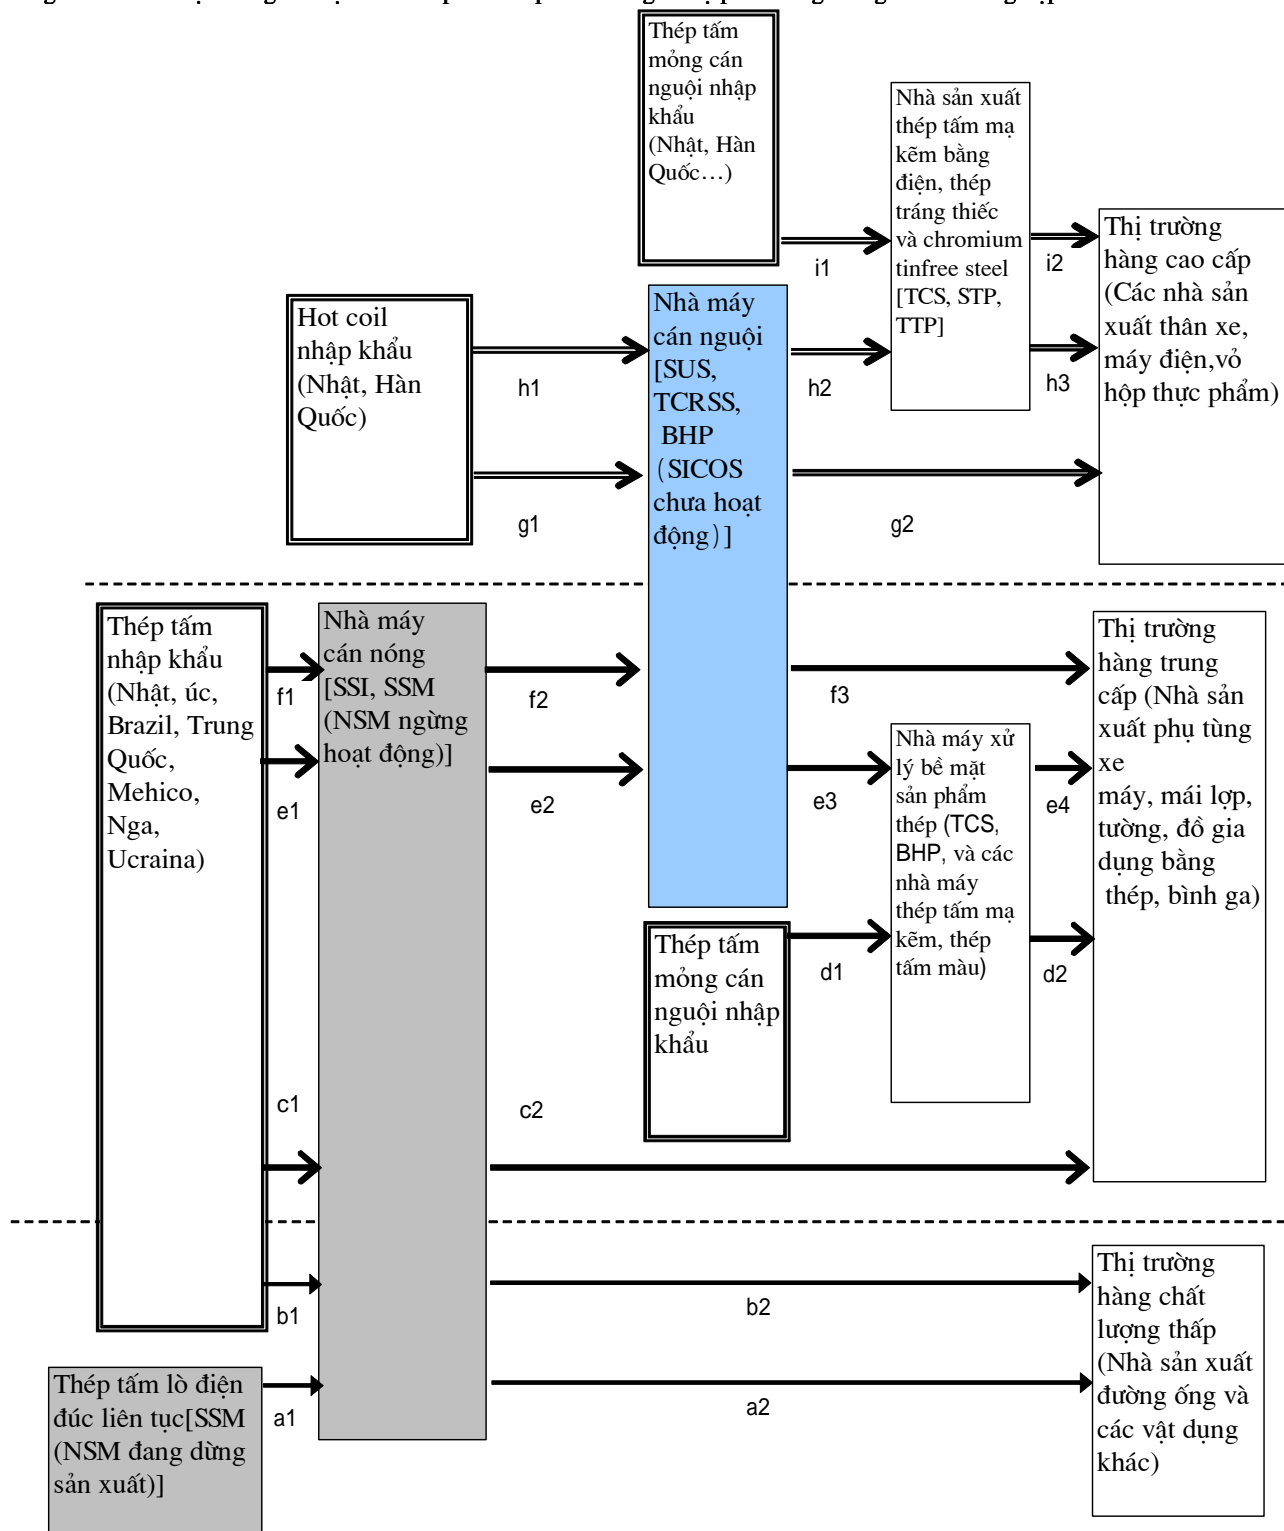 Thép tấm
mỏng cán
nguội nhập
khẩu
(Nhật, Hàn
Quốc…)
Nhà sản xuất
thép tấm mạ
kẽm bằng
điện, thép
tráng thiếc
và chromium
tinfree steel
[TCS, STP,
TTP]
i1
i2
Thị trường
hàng cao cấp
(Các nhà sản
xuất thân xe,
máy điện,vỏ
hộp thực phẩm)
Hot coil
nhập khẩu
(Nhật, Hàn
Quốc)
h1
g1
Nhà máy
cán nguội
[SUS,
TCRSS,
BHP
(SICOS
chưa hoạt
động)]
h2
h3
g2
Thép tấm
nhập khẩu
(Nhật, úc,
Brazil, Trung
Quốc,
Mehico,
Nga,
Ucraina)
f1
e1
Nhà máy
cán nóng
[SSI, SSM
(NSM ngừng
hoạt động)]
f2
e2
f3
e3
Nhà máy xử
lý bề mặt
sản phẩm
thép (TCS,
BHP, và các
nhà máy
thép tấm mạ
kẽm, thép
tấm màu)
e4
Thị trường
hàng trung
cấp (Nhà sản
xuất phụ tùng
xe
máy, mái lợp,
tường, đồ gia
dụng bằng
thép, bình ga)
Thép tấm
mỏng cán
nguội nhập
khẩu
d1
d2
c1
c2
b1
b2
Thị trường
hàng chất
lượng thấp
(Nhà sản xuất
đường ống và
các vật dụng
khác)
Thép tấm lò điện
đúc liên tục[SSM
(NSM đang dừng
sản xuất)]
a1
a2